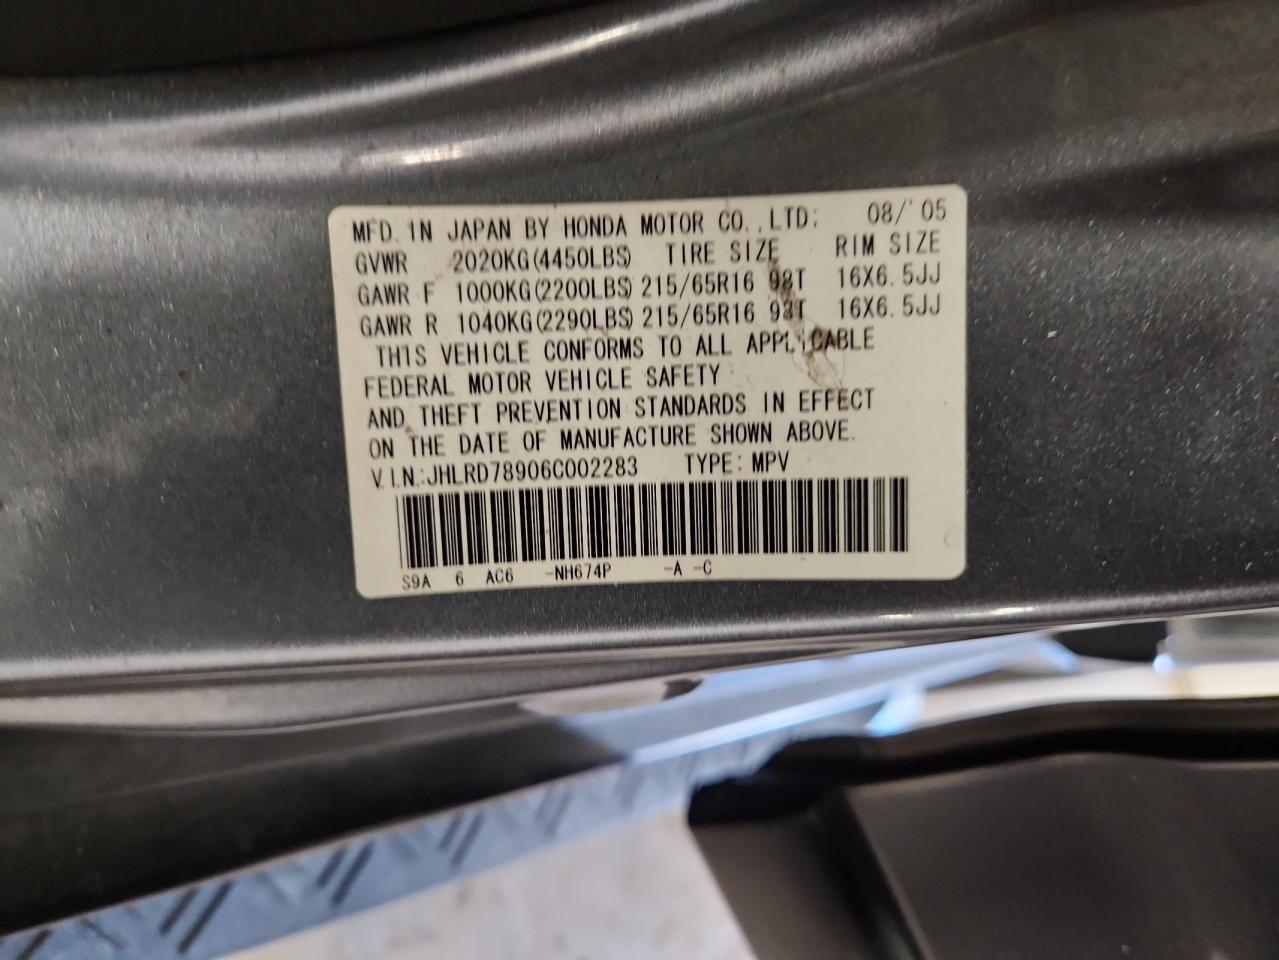 MFD. IN JAPAN BY HONDA MOTOR CO.,LTD: 08/'05
GVWR 2020KG(4450LBS) TIRE SIZE RIM SIZE
GAWR F 1000KG(2200LBS) 215/65R16 98T 16X6.5JJ
GAWR R 1040KG(2290LBS) 215/65R16 98T 16X6.5JJ
THIS VEHICLE CONFORMS TO ALL APPLICABLE
FEDERAL MOTOR VEHICLE SAFETY
AND THEFT PREVENTION STANDARDS IN EFFECT
ON THE DATE OF MANUFACTURE SHOWN ABOVE.
V.I.N.:JHLRD78906C002283 TYPE: MPV
S9A 6 AC6 -NH674P -A -C